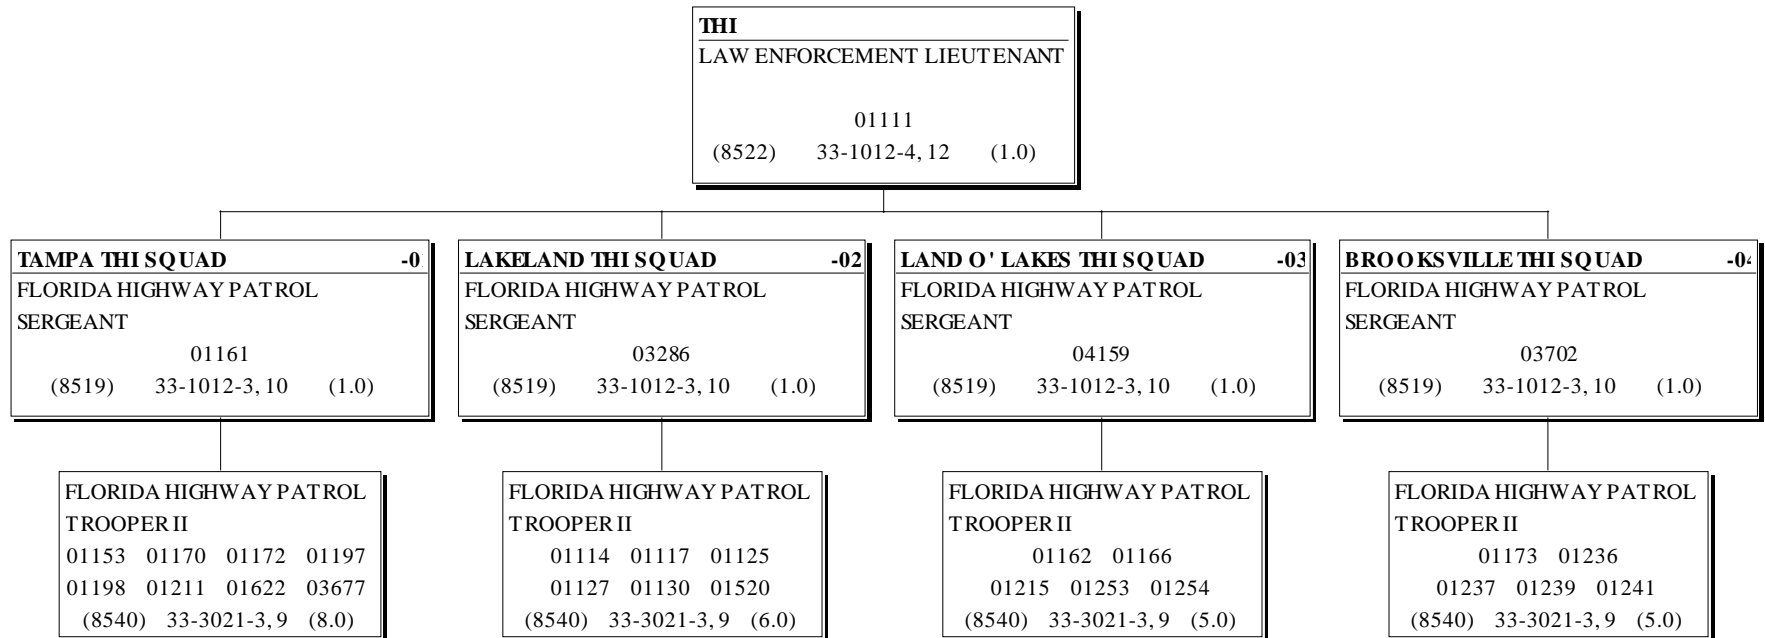 THI
LAW ENFORCEMENT LIEUTENANT
01111
(8522) 33-1012-4, 12 (1.0)
TAMPA THI SQUAD -0
FLORIDA HIGHWAY PATROL
SERGEANT
01161
(8519) 33-1012-3, 10 (1.0)
LAKELAND THI SQUAD -02
FLORIDA HIGHWAY PATROL
SERGEANT
03286
(8519) 33-1012-3, 10 (1.0)
LAND O' LAKES THI SQUAD -03
FLORIDA HIGHWAY PATROL
SERGEANT
04159
(8519) 33-1012-3, 10 (1.0)
BROOKSVILLE THI SQUAD -04
FLORIDA HIGHWAY PATROL
SERGEANT
03702
(8519) 33-1012-3, 10 (1.0)
FLORIDA HIGHWAY PATROL
TROOPER II
01153 01170 01172 01197
01198 01211 01622 03677
(8540) 33-3021-3, 9 (8.0)
FLORIDA HIGHWAY PATROL
TROOPER II
01114 01117 01125
01127 01130 01520
(8540) 33-3021-3, 9 (6.0)
FLORIDA HIGHWAY PATROL
TROOPER II
01162 01166
01215 01253 01254
(8540) 33-3021-3, 9 (5.0)
FLORIDA HIGHWAY PATROL
TROOPER II
01173 01236
01237 01239 01241
(8540) 33-3021-3, 9 (5.0)